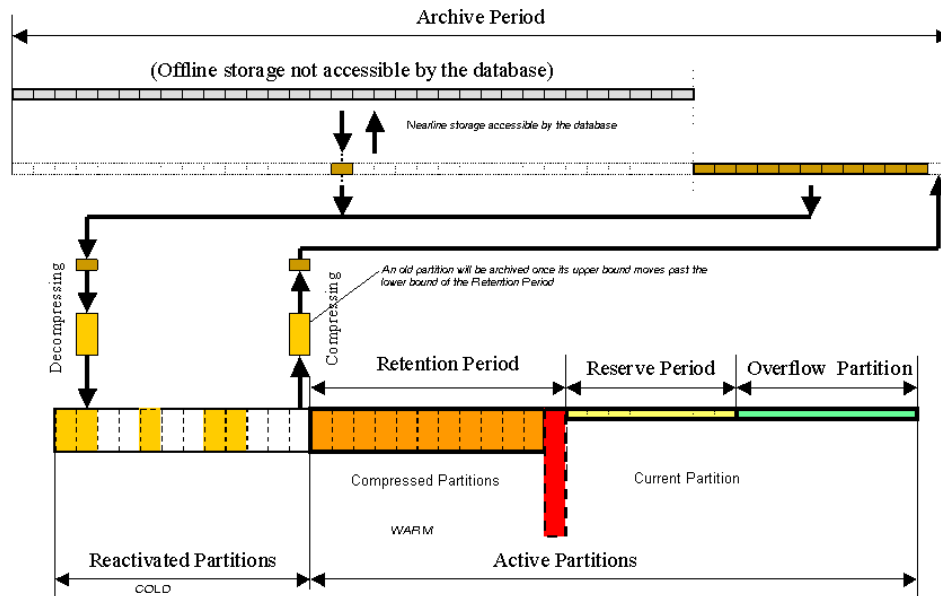 Archive Period
(Offline storage not accessible by the database)
Nearline storage accessible by the database
Decompressing
Compressing
An old partition will be archived once its upper bound moves past the
lower bound of the Retention Period
Retention Period
Reserve Period
Overflow Partition
Compressed Partitions
Current Partition
WARM
Reactivated Partitions
Active Partitions
COLD